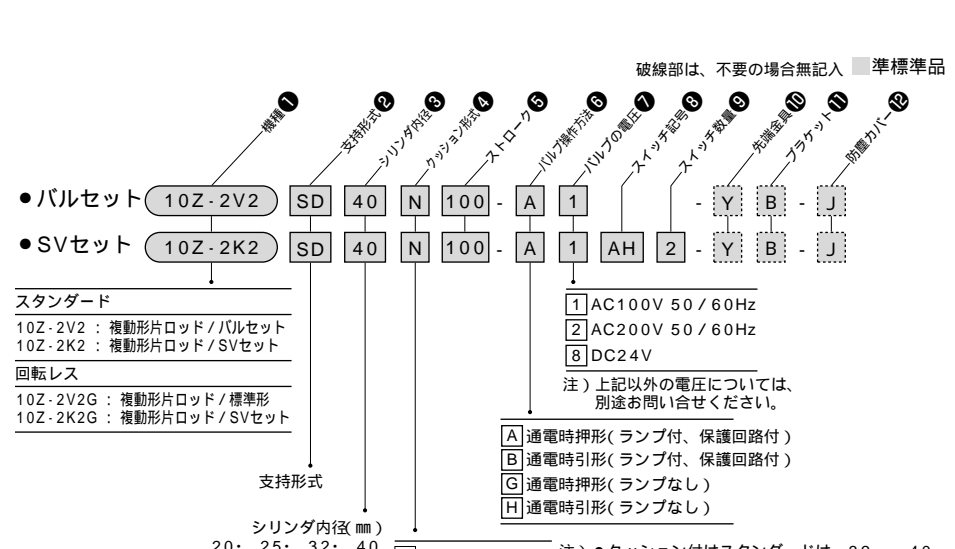 破線部は、不要の場合無記入 準標準品
機種❶
支持形式❷
シリンダ内径❸
クッション形式❹
ストローク❺
バルブ操作方法❻
バルブの電圧❼
スイッチ記号❽
スイッチ数量❾
先端金具❿
ブラケット⓫
防塵カバー⓬
●バルセット 10Z-2V2 SD 40 N 100 - A 1 - Y B - J
●SVセット 10Z-2K2 SD 40 N 100 - A 1 AH 2 - Y B - J
スタンダード
10Z-2V2 : 複動形片ロッド/バルセット
10Z-2K2 : 複動形片ロッド/SVセット
回転レス
10Z-2V2G : 複動形片ロッド/標準形
10Z-2K2G : 複動形片ロッド/SVセット
1 AC100V 50/60Hz
2 AC200V 50/60Hz
8 DC24V
注)上記以外の電圧については、
別途お問い合せください。
A 通電時押形(ランプ付、保護回路付)
B 通電時引形(ランプ付、保護回路付)
G 通電時押形(ランプなし)
H 通電時引形(ランプなし)
支持形式
シリンダ内径(㎜)